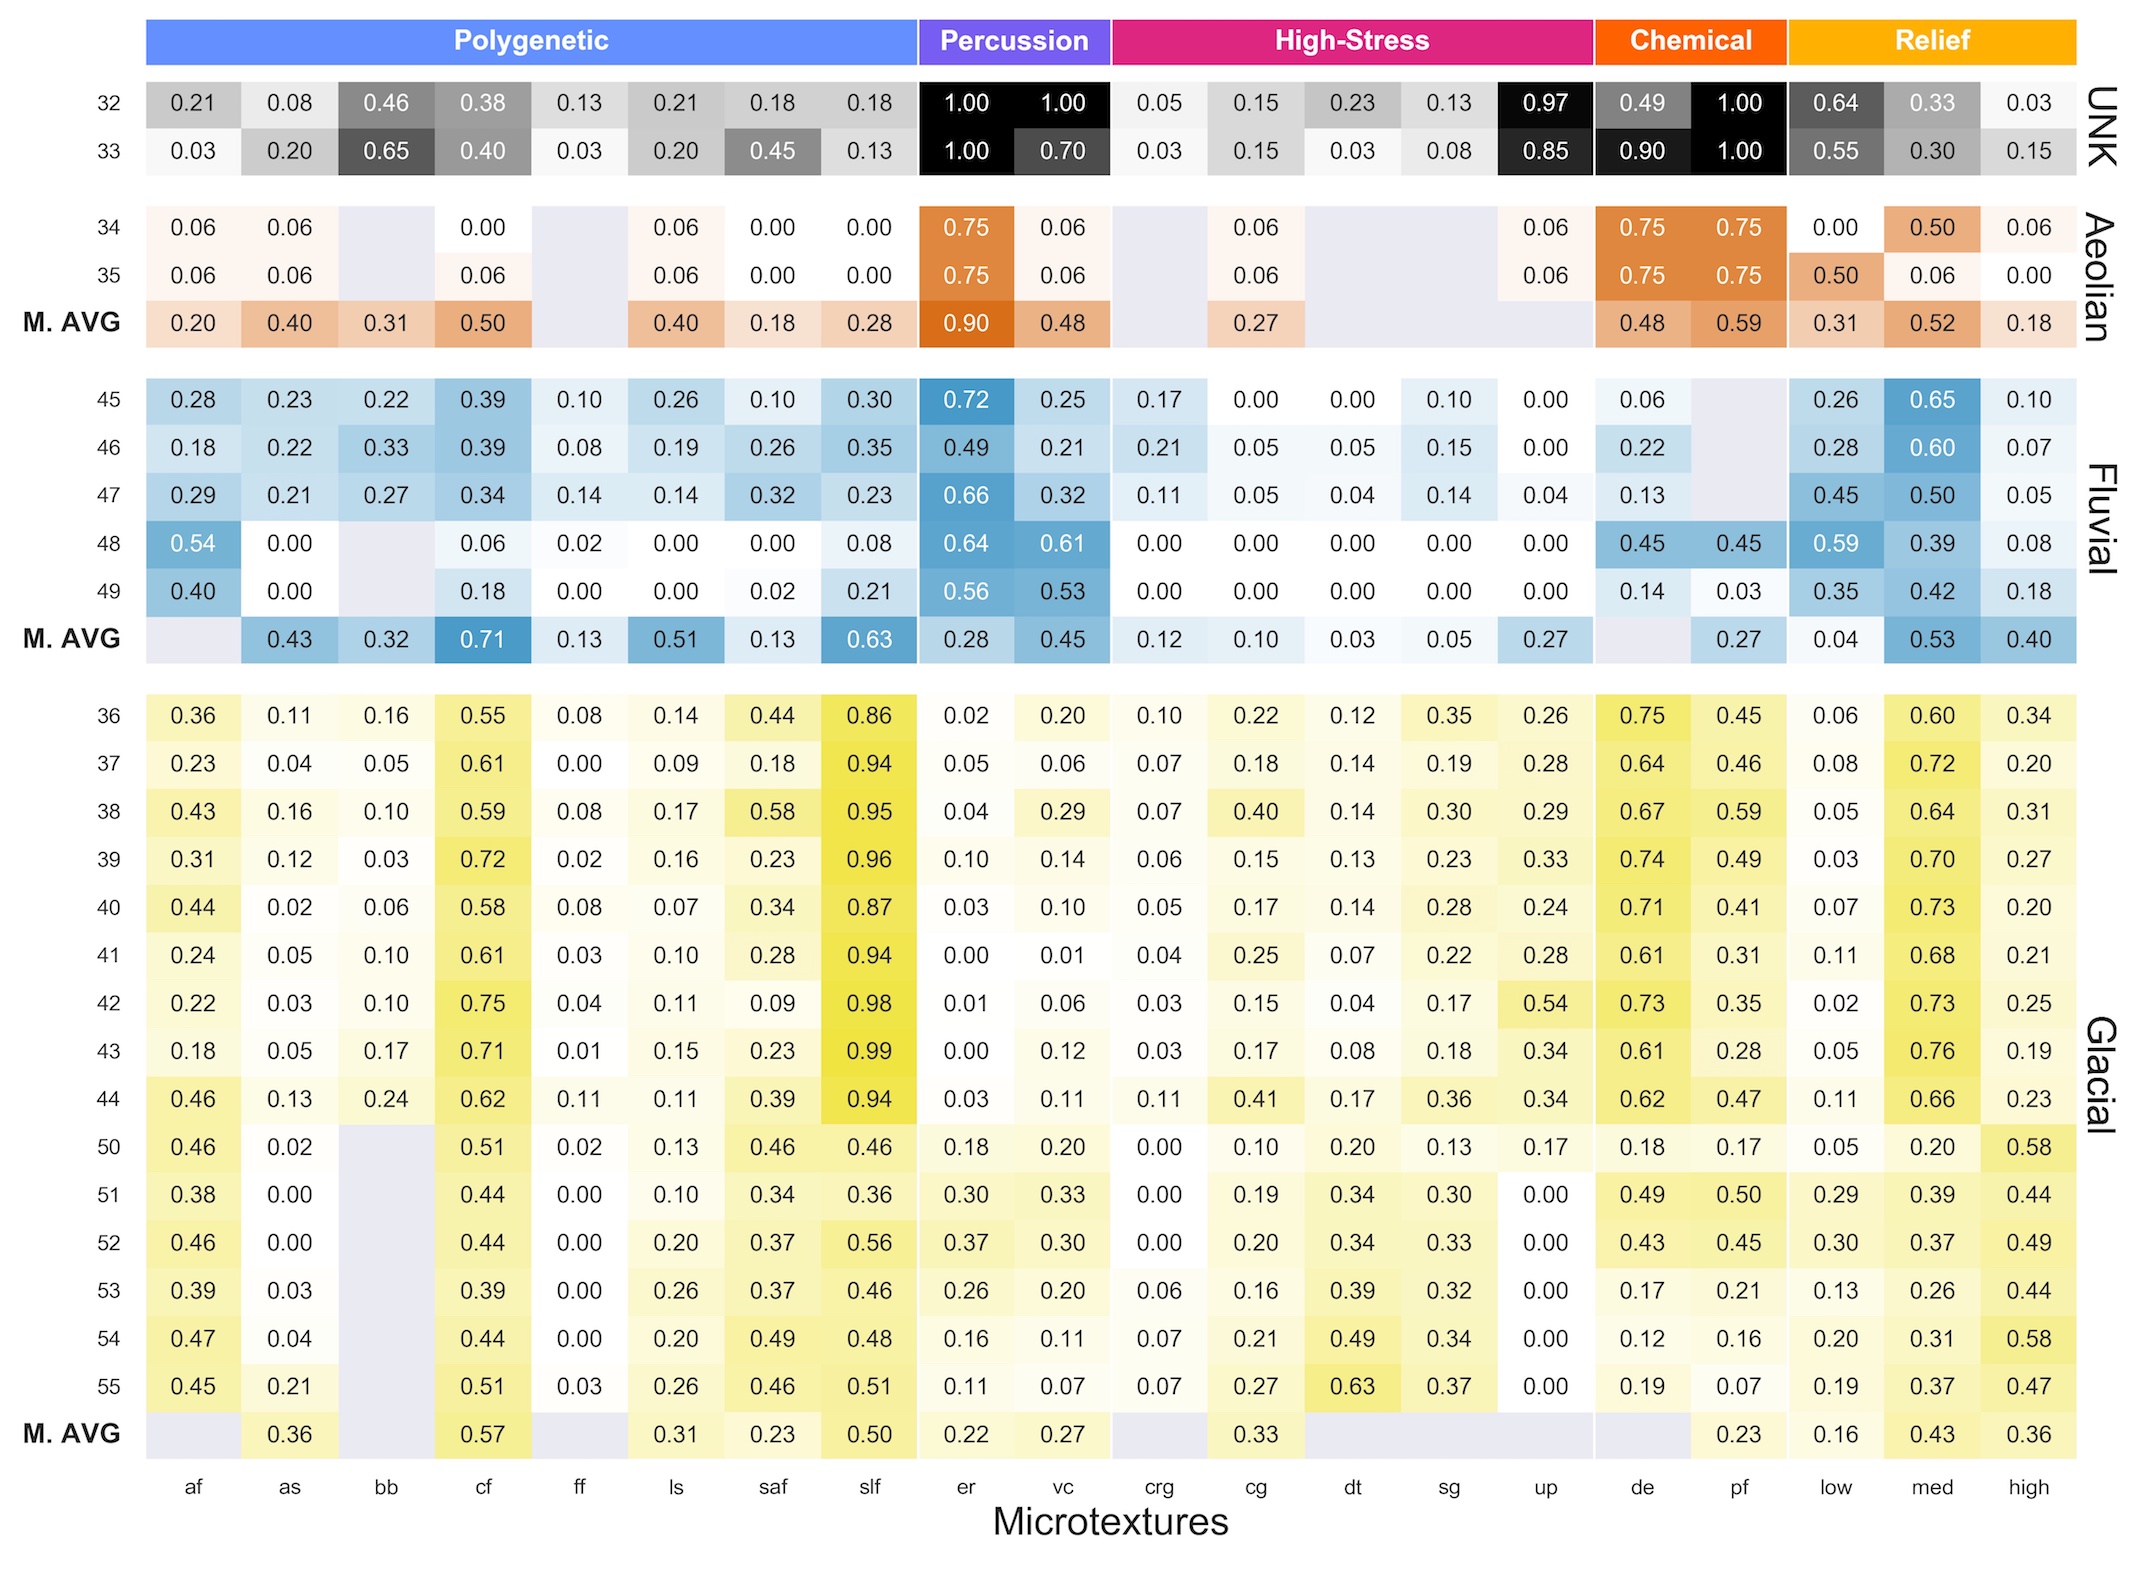 Polygenetic Percussion High-Stress Chemical Relief
32 0.21 0.08 0.46 0.38 0.13 0.21 0.18 0.18 1.00 1.00 0.05 0.15 0.23 0.13 0.97 0.49 1.00 0.64 0.33 0.03
33 0.03 0.20 0.65 0.40 0.03 0.20 0.45 0.13 1.00 0.70 0.03 0.15 0.03 0.08 0.85 0.90 1.00 0.55 0.30 0.15
UNK
34 0.06 0.06 0.00 0.06 0.00 0.00 0.75 0.06 0.06 0.06 0.75 0.75 0.00 0.50 0.06
35 0.06 0.06 0.06 0.06 0.00 0.00 0.75 0.06 0.06 0.06 0.75 0.75 0.50 0.06 0.00
M. AVG 0.20 0.40 0.31 0.50 0.40 0.18 0.28 0.90 0.48 0.27 0.48 0.59 0.31 0.52 0.18
Aeolian
45 0.28 0.23 0.22 0.39 0.10 0.26 0.10 0.30 0.72 0.25 0.17 0.00 0.00 0.10 0.00 0.06 0.26 0.65 0.10
46 0.18 0.22 0.33 0.39 0.08 0.19 0.26 0.35 0.49 0.21 0.21 0.05 0.05 0.15 0.00 0.22 0.28 0.60 0.07
47 0.29 0.21 0.27 0.34 0.14 0.14 0.32 0.23 0.66 0.32 0.11 0.05 0.04 0.14 0.04 0.13 0.45 0.50 0.05
48 0.54 0.00 0.06 0.02 0.00 0.00 0.08 0.64 0.61 0.00 0.00 0.00 0.00 0.00 0.45 0.45 0.59 0.39 0.08
49 0.40 0.00 0.18 0.00 0.00 0.02 0.21 0.56 0.53 0.00 0.00 0.00 0.00 0.00 0.14 0.03 0.35 0.42 0.18
M. AVG 0.43 0.32 0.71 0.13 0.51 0.13 0.63 0.28 0.45 0.12 0.10 0.03 0.05 0.27 0.27 0.04 0.53 0.40
Fluvial
36 0.36 0.11 0.16 0.55 0.08 0.14 0.44 0.86 0.02 0.20 0.10 0.22 0.12 0.35 0.26 0.75 0.45 0.06 0.60 0.34
37 0.23 0.04 0.05 0.61 0.00 0.09 0.18 0.94 0.05 0.06 0.07 0.18 0.14 0.19 0.28 0.64 0.46 0.08 0.72 0.20
38 0.43 0.16 0.10 0.59 0.08 0.17 0.58 0.95 0.04 0.29 0.07 0.40 0.14 0.30 0.29 0.67 0.59 0.05 0.64 0.31
39 0.31 0.12 0.03 0.72 0.02 0.16 0.23 0.96 0.10 0.14 0.06 0.15 0.13 0.23 0.33 0.74 0.49 0.03 0.70 0.27
40 0.44 0.02 0.06 0.58 0.08 0.07 0.34 0.87 0.03 0.10 0.05 0.17 0.14 0.28 0.24 0.71 0.41 0.07 0.73 0.20
41 0.24 0.05 0.10 0.61 0.03 0.10 0.28 0.94 0.00 0.01 0.04 0.25 0.07 0.22 0.28 0.61 0.31 0.11 0.68 0.21
42 0.22 0.03 0.10 0.75 0.04 0.11 0.09 0.98 0.01 0.06 0.03 0.15 0.04 0.17 0.54 0.73 0.35 0.02 0.73 0.25
43 0.18 0.05 0.17 0.71 0.01 0.15 0.23 0.99 0.00 0.12 0.03 0.17 0.08 0.18 0.34 0.61 0.28 0.05 0.76 0.19
44 0.46 0.13 0.24 0.62 0.11 0.11 0.39 0.94 0.03 0.11 0.11 0.41 0.17 0.36 0.34 0.62 0.47 0.11 0.66 0.23
50 0.46 0.02 0.51 0.02 0.13 0.46 0.46 0.18 0.20 0.00 0.10 0.20 0.13 0.17 0.18 0.17 0.05 0.20 0.58
51 0.38 0.00 0.44 0.00 0.10 0.34 0.36 0.30 0.33 0.00 0.19 0.34 0.30 0.00 0.49 0.50 0.29 0.39 0.44
52 0.46 0.00 0.44 0.00 0.20 0.37 0.56 0.37 0.30 0.00 0.20 0.34 0.33 0.00 0.43 0.45 0.30 0.37 0.49
53 0.39 0.03 0.39 0.00 0.26 0.37 0.46 0.26 0.20 0.06 0.16 0.39 0.32 0.00 0.17 0.21 0.13 0.26 0.44
54 0.47 0.04 0.44 0.00 0.20 0.49 0.48 0.16 0.11 0.07 0.21 0.49 0.34 0.00 0.12 0.16 0.20 0.31 0.58
55 0.45 0.21 0.51 0.03 0.26 0.46 0.51 0.11 0.07 0.07 0.27 0.63 0.37 0.00 0.19 0.07 0.19 0.37 0.47
M. AVG 0.36 0.57 0.31 0.23 0.50 0.22 0.27 0.33 0.23 0.16 0.43 0.36
Glacial
af as bb cf ff ls saf slf er vc crg cg dt sg up de pf low med high
Microtextures